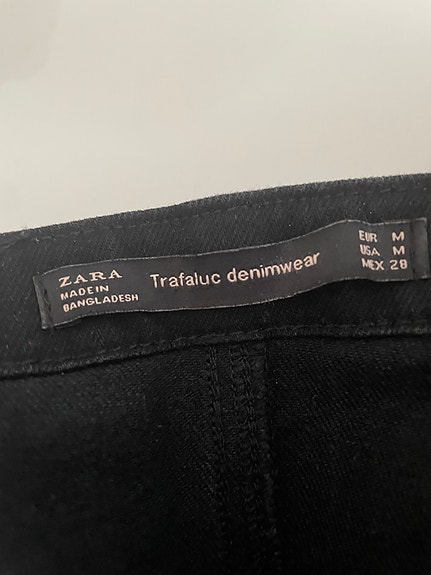 ZARA
MADE IN
BANGLADESH
Trafaluc denimwear
EUR M
USA M
MEX 28